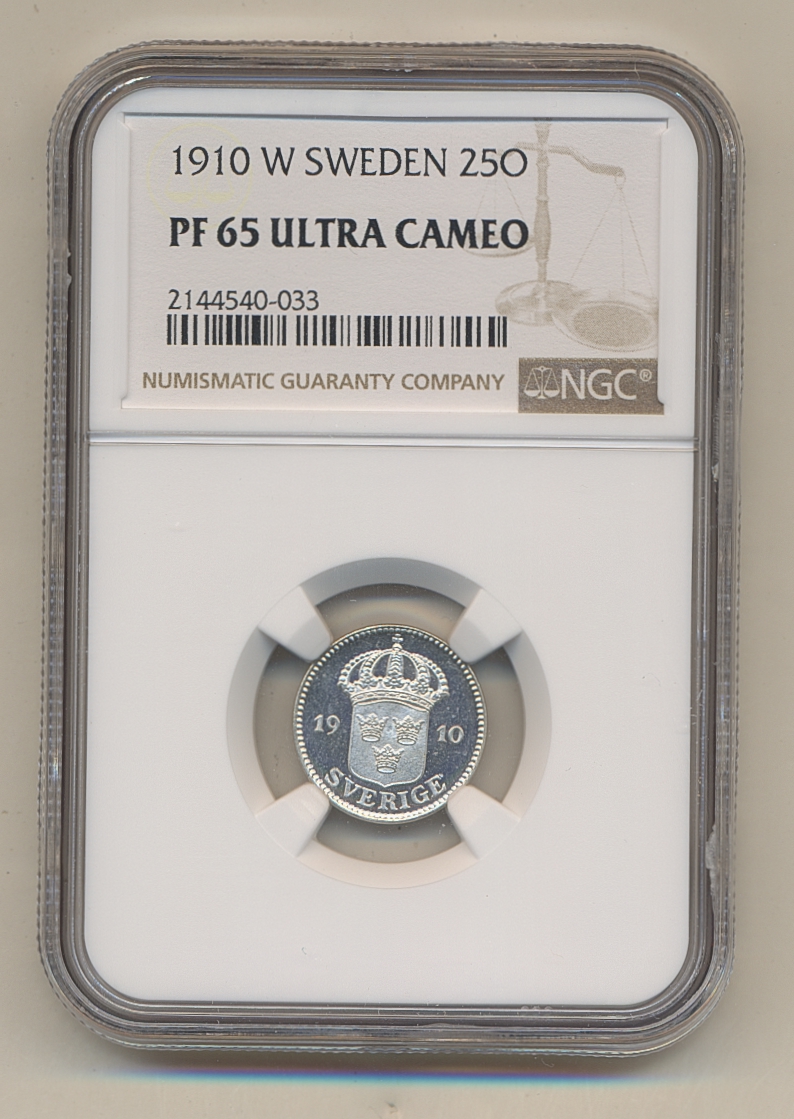 1910 W SWEDEN 25O
PF 65 ULTRA CAMEO
2144540-033
NUMISMATIC GUARANTY COMPANY
NGC®
19 10
SVERIGE